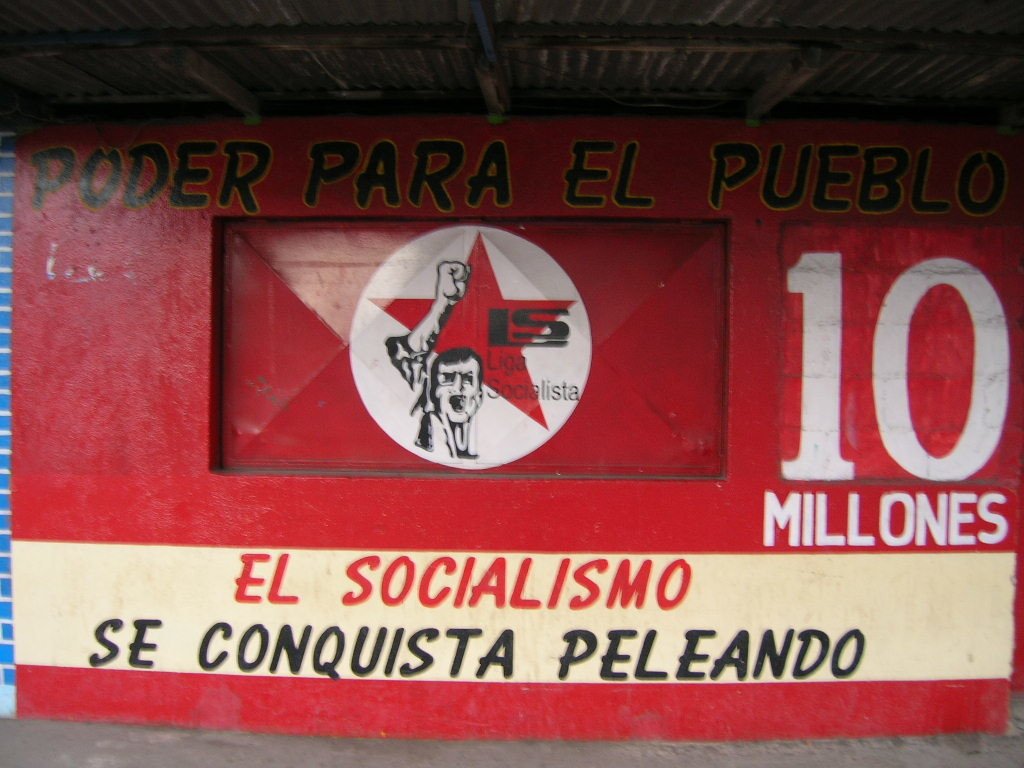 PODER PARA EL PUEBLO
LS
Liga
Socialista
10
MILLONES
EL SOCIALISMO
SE CONQUISTA PELEANDO